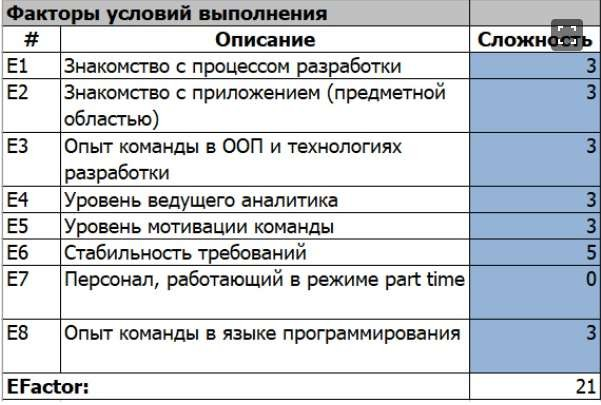 Факторы условий выполнения
# Описание Сложность
E1 Знакомство с процессом разработки 3
E2 Знакомство с приложением (предметной 3
областью)
E3 Опыт команды в ООП и технологиях 3
разработки
E4 Уровень ведущего аналитика 3
E5 Уровень мотивации команды 3
E6 Стабильность требований 5
E7 Персонал, работающий в режиме part time 0
E8 Опыт команды в языке программирования 3
EFactor: 21